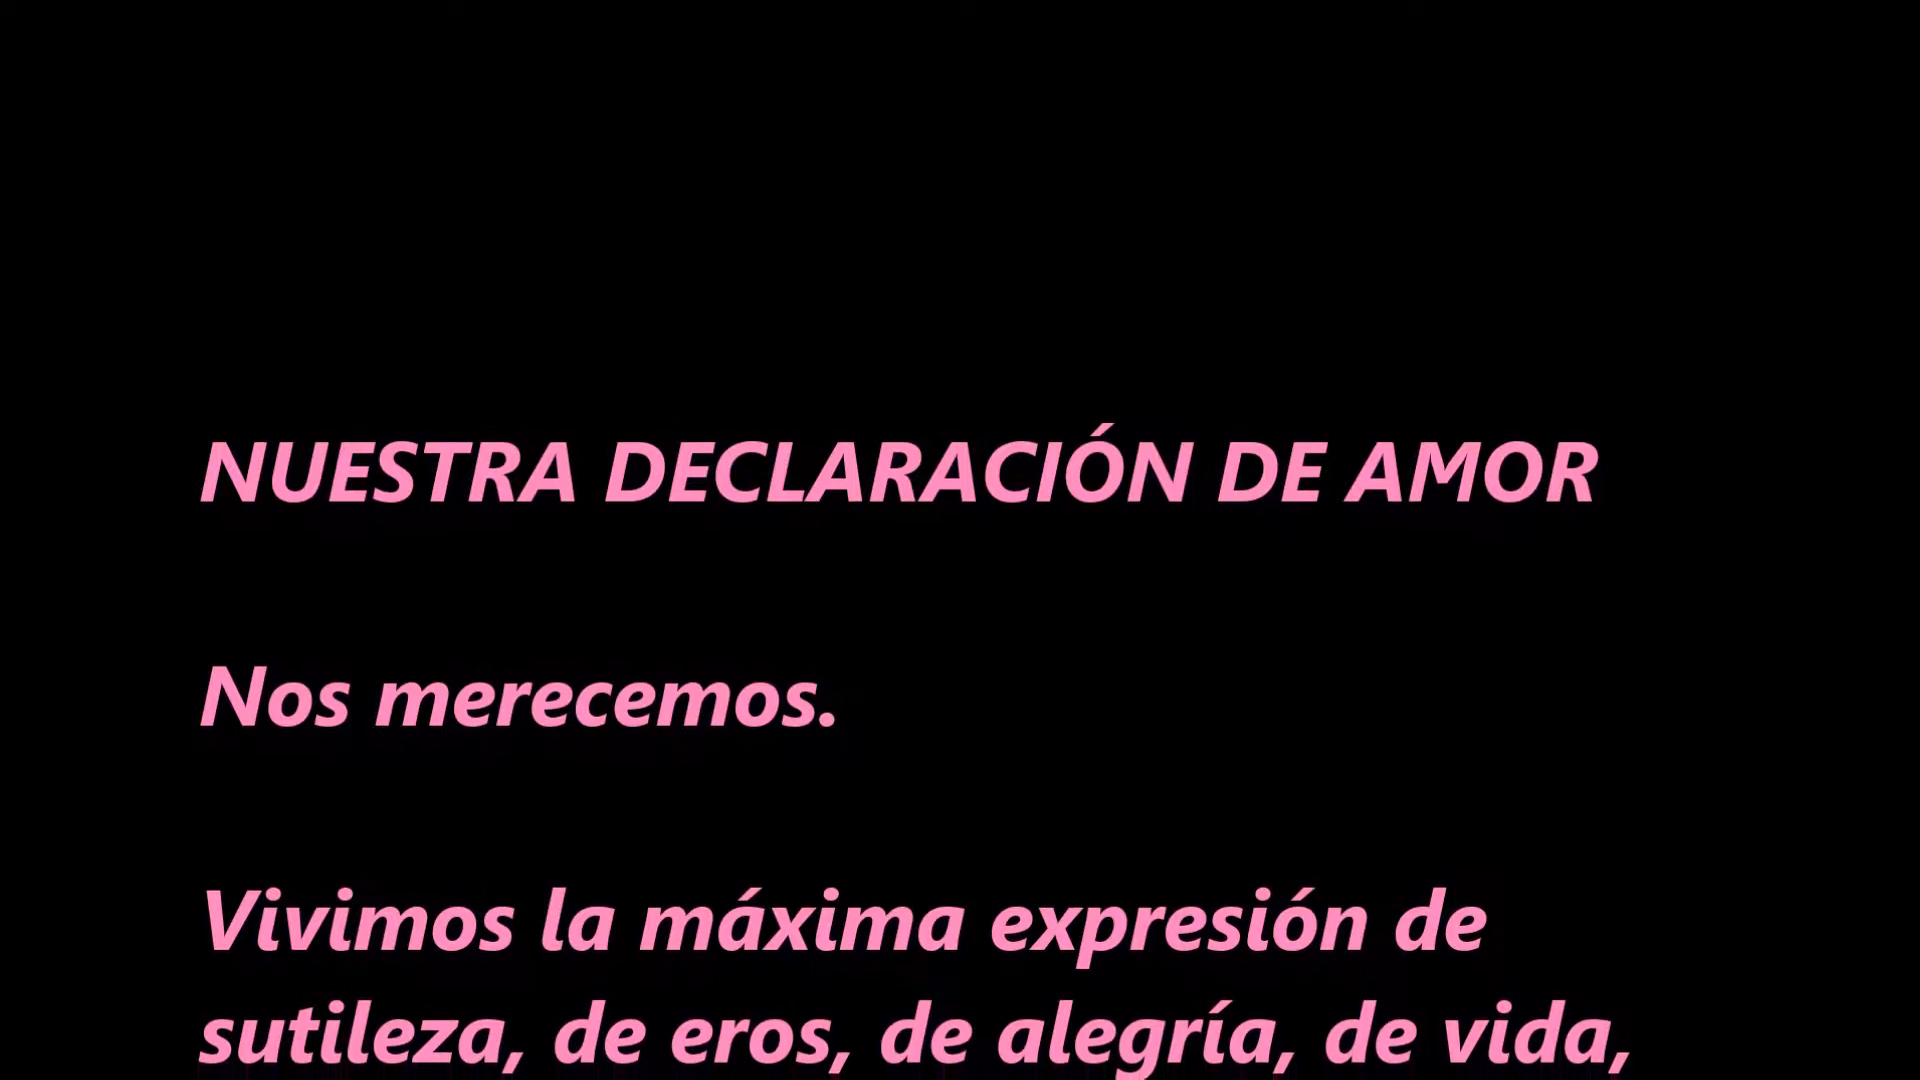 NUESTRA DECLARACIÓN DE AMOR
Nos merecemos.
Vivimos la máxima expresión de
sutileza, de eros, de alegría, de vida,